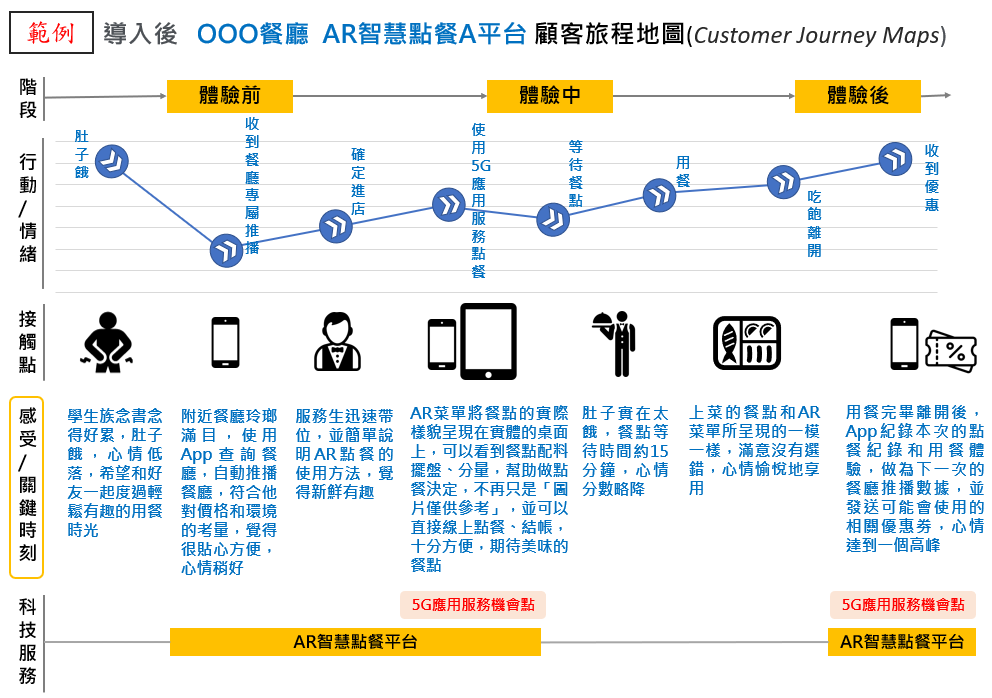 範例 導入後 OOO餐廳 AR智慧點餐A平台 顧客旅程地圖(Customer Journey Maps)
階段
體驗前
體驗中
體驗後
行動/情緒
肚子餓
收到餐廳專屬推播
確定進店
使用5G應用服務點餐
等待餐點
用餐
吃飽離開
收到優惠
接觸點
%
感受/關鍵時刻
學生族念書念
得好累，肚子
餓，心情低
落，希望和好
友一起度過輕
鬆有趣的用餐
時光
附近餐廳玲瑯
滿目，使用
App查詢餐
廳，自動推播
餐廳，符合他
對價格和環境
的考量，覺得
很貼心方便，
心情稍好
服務生迅速帶
位，並簡單說
明AR點餐的
使用方法，覺
得新鮮有趣
AR菜單將餐點的實際
樣貌呈現在實體的桌面
上，可以看到餐點配料
擺盤、分量，幫助做點
餐決定，不再只是「圖
片僅供參考」，並可以
直接線上點餐、結帳，
十分方便，期待美味的
餐點
肚子實在太
餓，餐點等
待時間約15
分鐘，心情
分數略降
上菜的餐點和AR
菜單所呈現的一模
一樣，滿意沒有選
錯，心情愉悅地享
用
用餐完畢離開後，
App紀錄本次的點
餐紀錄和用餐體
驗，做為下一次的
餐廳推播數據，並
發送可能會使用的
相關優惠券，心情
達到一個高峰
科技服務
5G應用服務機會點
AR智慧點餐平台
5G應用服務機會點
AR智慧點餐平台